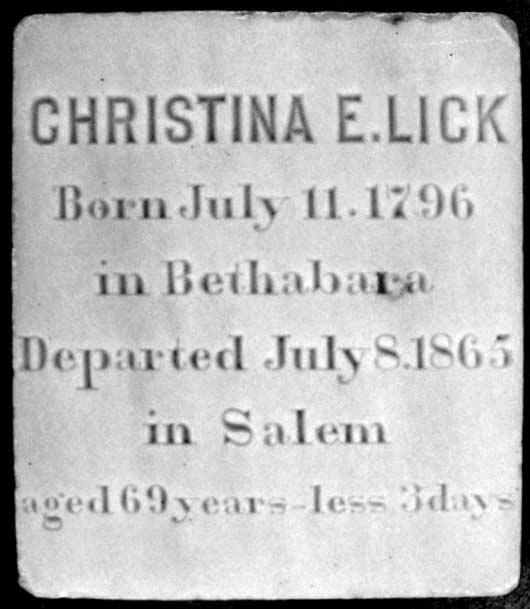 CHRISTINA E.LICK
Born July 11.1796
in Bethabara
Departed July 8.1865
in Salem
aged 69 years-less 3 days